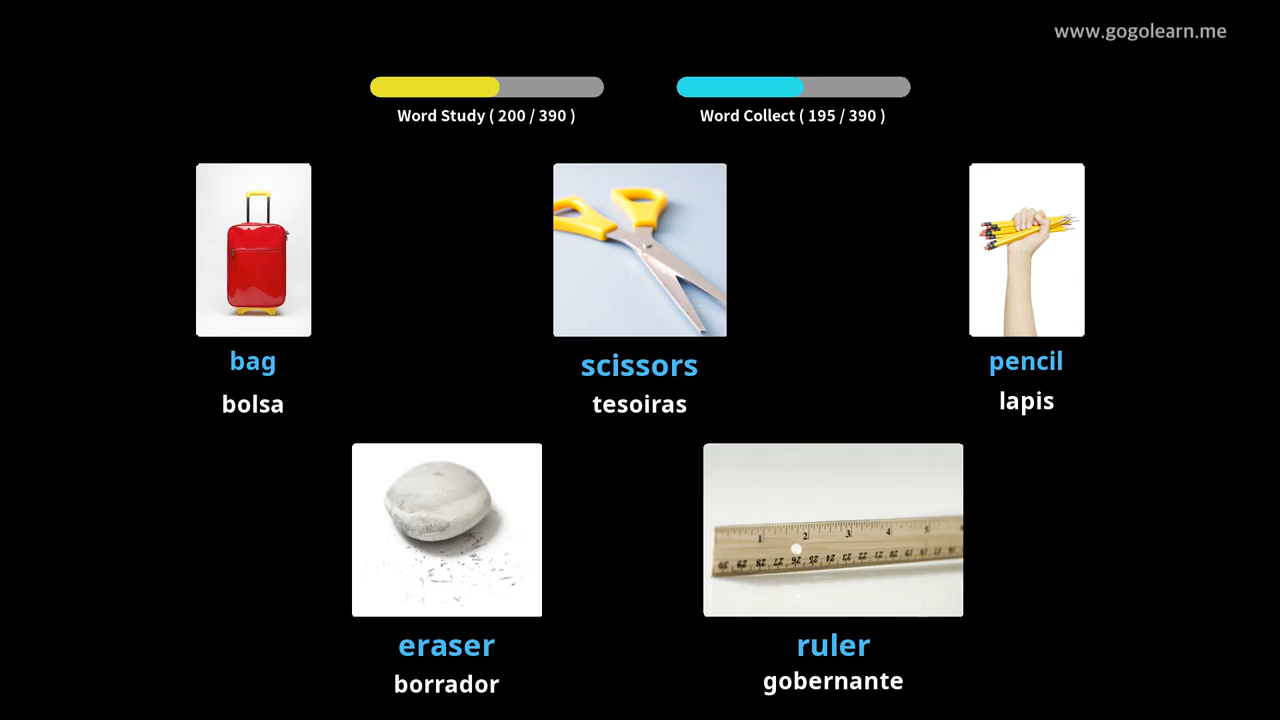 www.gogolearn.me
Word Study ( 200 / 390 )
Word Collect ( 195 / 390 )
bag
bolsa
scissors
tesoiras
pencil
lapis
eraser
borrador
ruler
gobernante